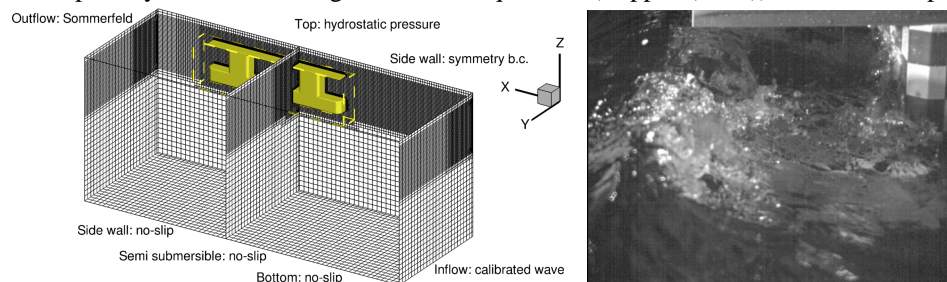 Outflow: Sommerfeld
Top: hydrostatic pressure
Side wall: symmetry b.c.
Z
X
Y
Side wall: no-slip
Semi submersible: no-slip
Bottom: no-slip
Inflow: calibrated wave